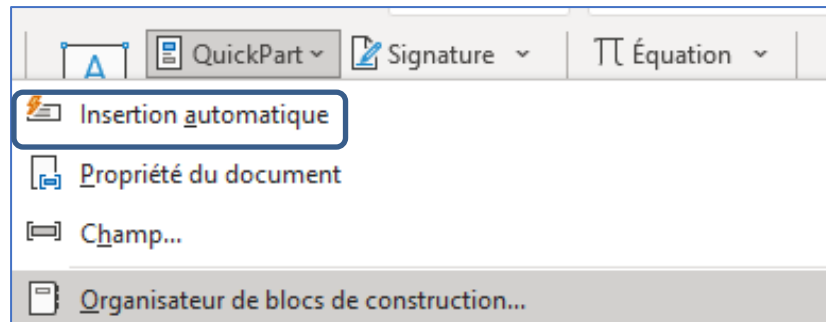 A QuickPart Signature Équation
Insertion automatique
Propriété du document
Champ...
Organisateur de blocs de construction...